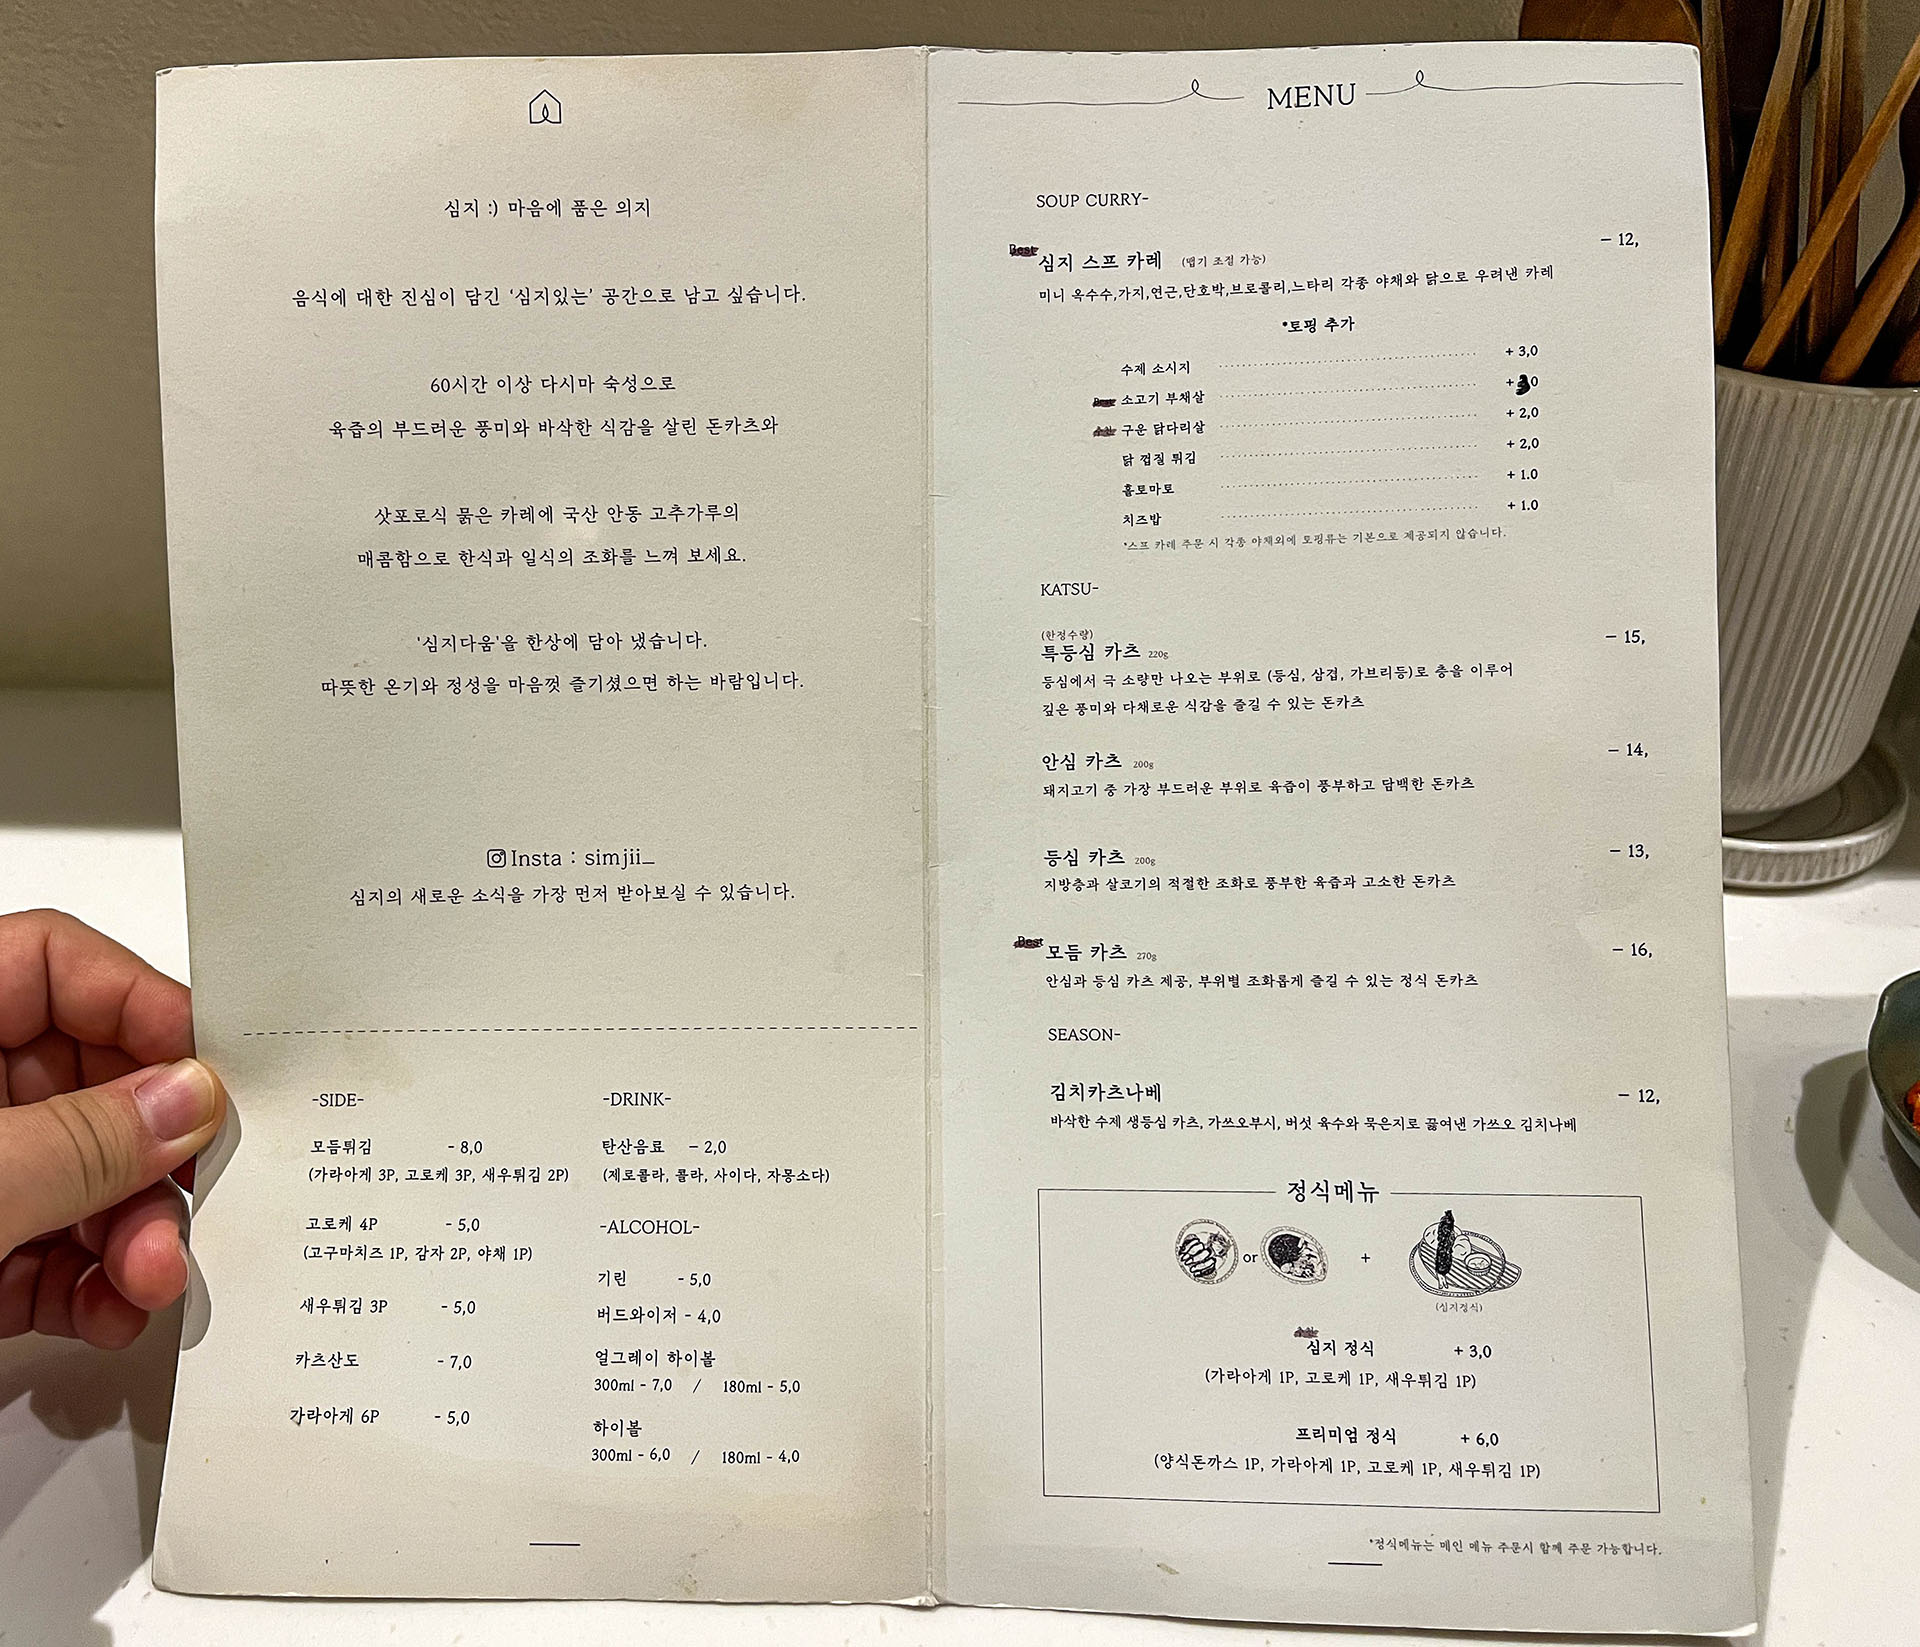 심지 :) 마음에 품은 의지
음식에 대한 진심이 담긴 '심지있는' 공간으로 남고 싶습니다.
60시간 이상 다시마 숙성으로
육즙의 부드러운 풍미와 바삭한 식감을 살린 돈카츠와
삿포로식 묽은 카레에 국산 안동 고추가루의
매콤함으로 한식과 일식의 조화를 느껴 보세요.
'심지다움'을 한상에 담아 냈습니다.
따뜻한 온기와 정성을 마음껏 즐기셨으면 하는 바람입니다.
Insta : simjii_
심지의 새로운 소식을 가장 먼저 받아보실 수 있습니다.
-SIDE-
모듬튀김 - 8,0
(가라아게 3P, 고로케 3P, 새우튀김 2P)
고로케 4P - 5,0
(고구마치즈 1P, 감자 2P, 야채 1P)
새우튀김 3P - 5,0
카츠산도 - 7,0
가라아게 6P - 5,0
-DRINK-
탄산음료 - 2,0
(제로콜라, 콜라, 사이다, 자몽소다)
-ALCOHOL-
기린 - 5,0
버드와이저 - 4,0
얼그레이 하이볼
300ml - 7,0 / 180ml - 5,0
하이볼
300ml - 6,0 / 180ml - 4,0
MENU
SOUP CURRY-
Best 심지 스프 카레 (맵기 조절 가능) - 12,
미니 옥수수,가지,연근,단호박,브로콜리,느타리 각종 야채와 닭으로 우려낸 카레
*토핑 추가
수제 소시지 + 3,0
Best 소고기 부채살 + 3,0
추천 구운 닭다리살 + 2,0
닭 껍질 튀김 + 2,0
홀토마토 + 1.0
치즈밥 + 1.0
*스프 카레 주문 시 각종 야채외에 토핑류는 기본으로 제공되지 않습니다.
KATSU-
(한정수량)
특등심 카츠 220g - 15,
등심에서 극 소량만 나오는 부위로 (등심, 삼겹, 가브리등)로 층을 이루어
깊은 풍미와 다채로운 식감을 즐길 수 있는 돈카츠
안심 카츠 200g - 14,
돼지고기 중 가장 부드러운 부위로 육즙이 풍부하고 담백한 돈카츠
등심 카츠 200g - 13,
지방층과 살코기의 적절한 조화로 풍부한 육즙과 고소한 돈카츠
Best 모듬 카츠 270g - 16,
안심과 등심 카츠 제공, 부위별 조화롭게 즐길 수 있는 정식 돈카츠
SEASON-
김치카츠나베 - 12,
바삭한 수제 생등심 카츠, 가쓰오부시, 버섯 육수와 묵은지로 끓여낸 가쓰오 김치나베
정식메뉴
or +
(심지정식)
추천
심지 정식 + 3,0
(가라아게 1P, 고로케 1P, 새우튀김 1P)
프리미엄 정식 + 6,0
(양식돈까스 1P, 가라아게 1P, 고로케 1P, 새우튀김 1P)
*정식메뉴는 메인 메뉴 주문시 함께 주문 가능합니다.